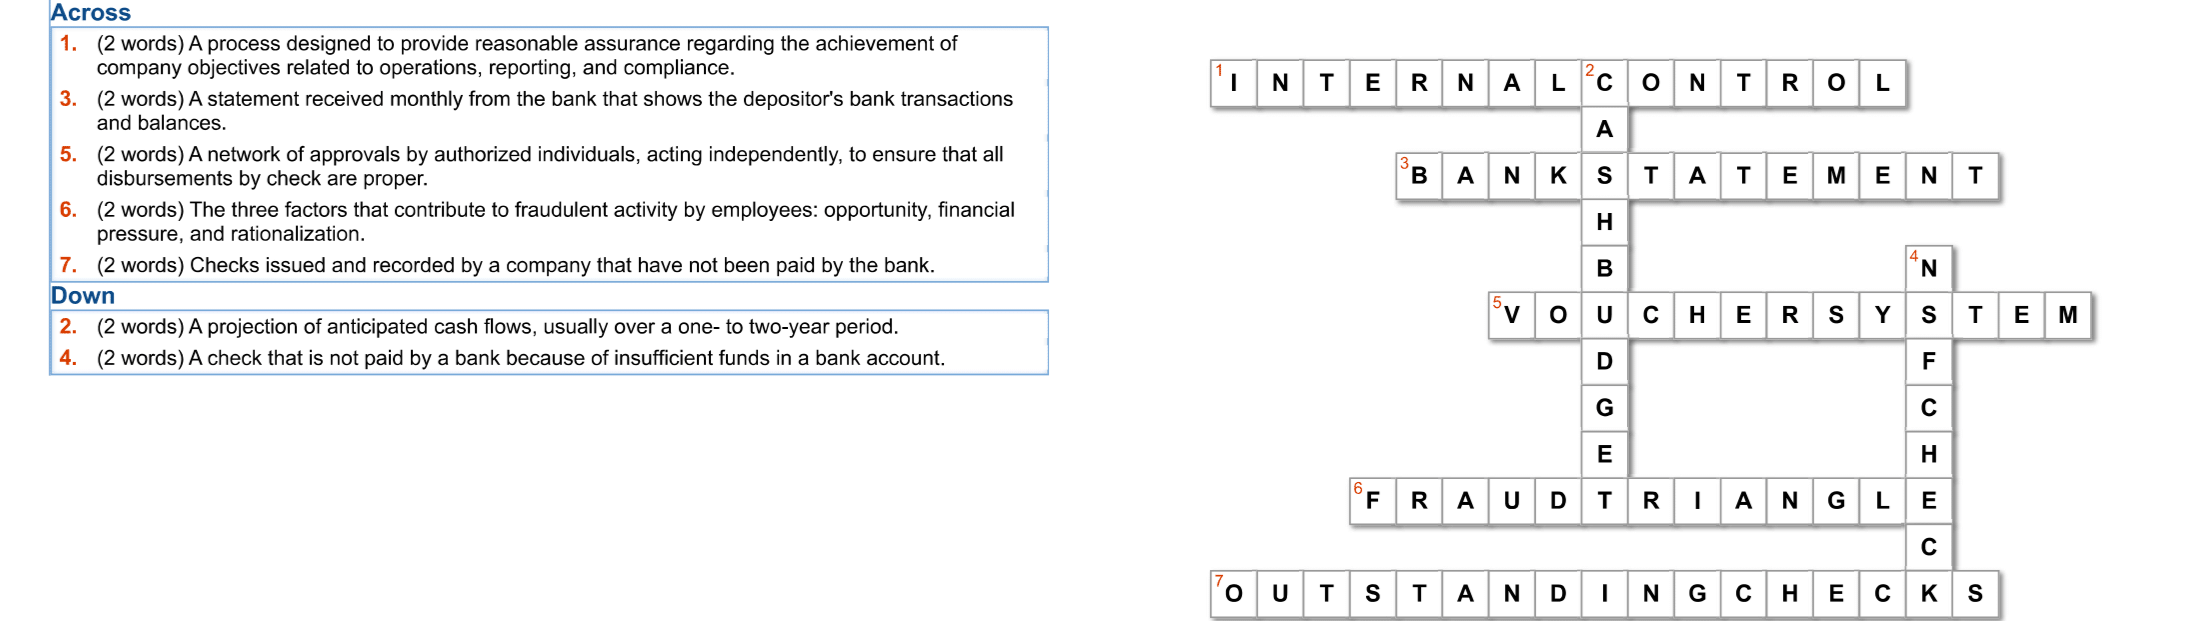 Across
1. (2 words) A process designed to provide reasonable assurance regarding the achievement of
company objectives related to operations, reporting, and compliance.
3. (2 words) A statement received monthly from the bank that shows the depositor's bank transactions
and balances.
5. (2 words) A network of approvals by authorized individuals, acting independently, to ensure that all
disbursements by check are proper.
6. (2 words) The three factors that contribute to fraudulent activity by employees: opportunity, financial
pressure, and rationalization.
7. (2 words) Checks issued and recorded by a company that have not been paid by the bank.
Down
2. (2 words) A projection of anticipated cash flows, usually over a one- to two-year period.
4. (2 words) A check that is not paid by a bank because of insufficient funds in a bank account.
1 I N T E R N A L 2 C O N T R O L
A
3 B A N K S T A T E M E N T
H
B 4 N
5 V O U C H E R S Y S T E M
D F
G C
E H
6 F R A U D T R I A N G L E
C
7 O U T S T A N D I N G C H E C K S